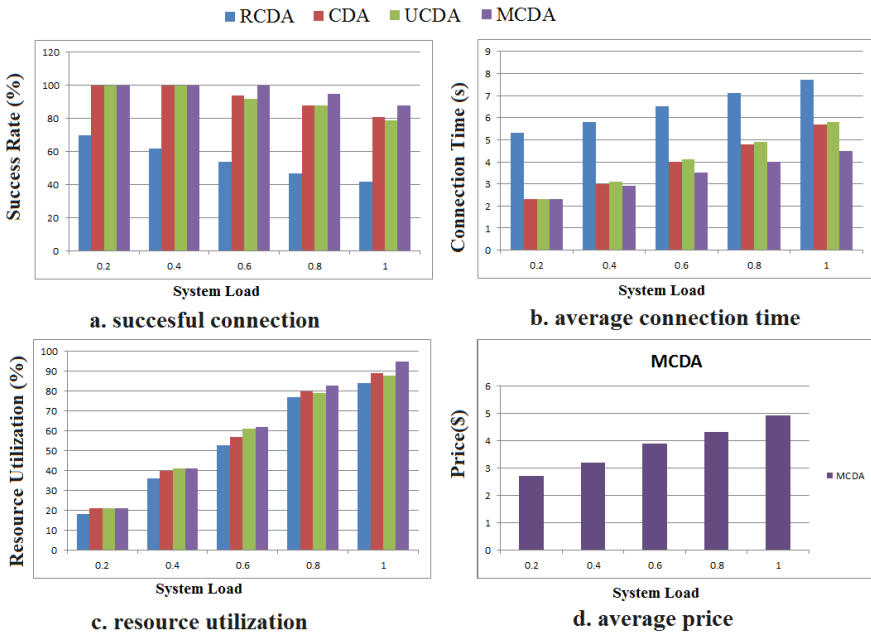 RCDA CDA UCDA MCDA
120
100
80
60
40
20
0
Success Rate (%)
0.2 0.4 0.6 0.8 1
System Load
a. succesful connection
9
8
7
6
5
4
3
2
1
0
Connection Time (s)
0.2 0.4 0.6 0.8 1
System Load
b. average connection time
100
90
80
70
60
50
40
30
20
10
0
Resource Utilization (%)
0.2 0.4 0.6 0.8 1
System Load
c. resource utilization
MCDA
6
5
4
3
2
1
0
Price($)
MCDA
0.2 0.4 0.6 0.8 1
System Load
d. average price